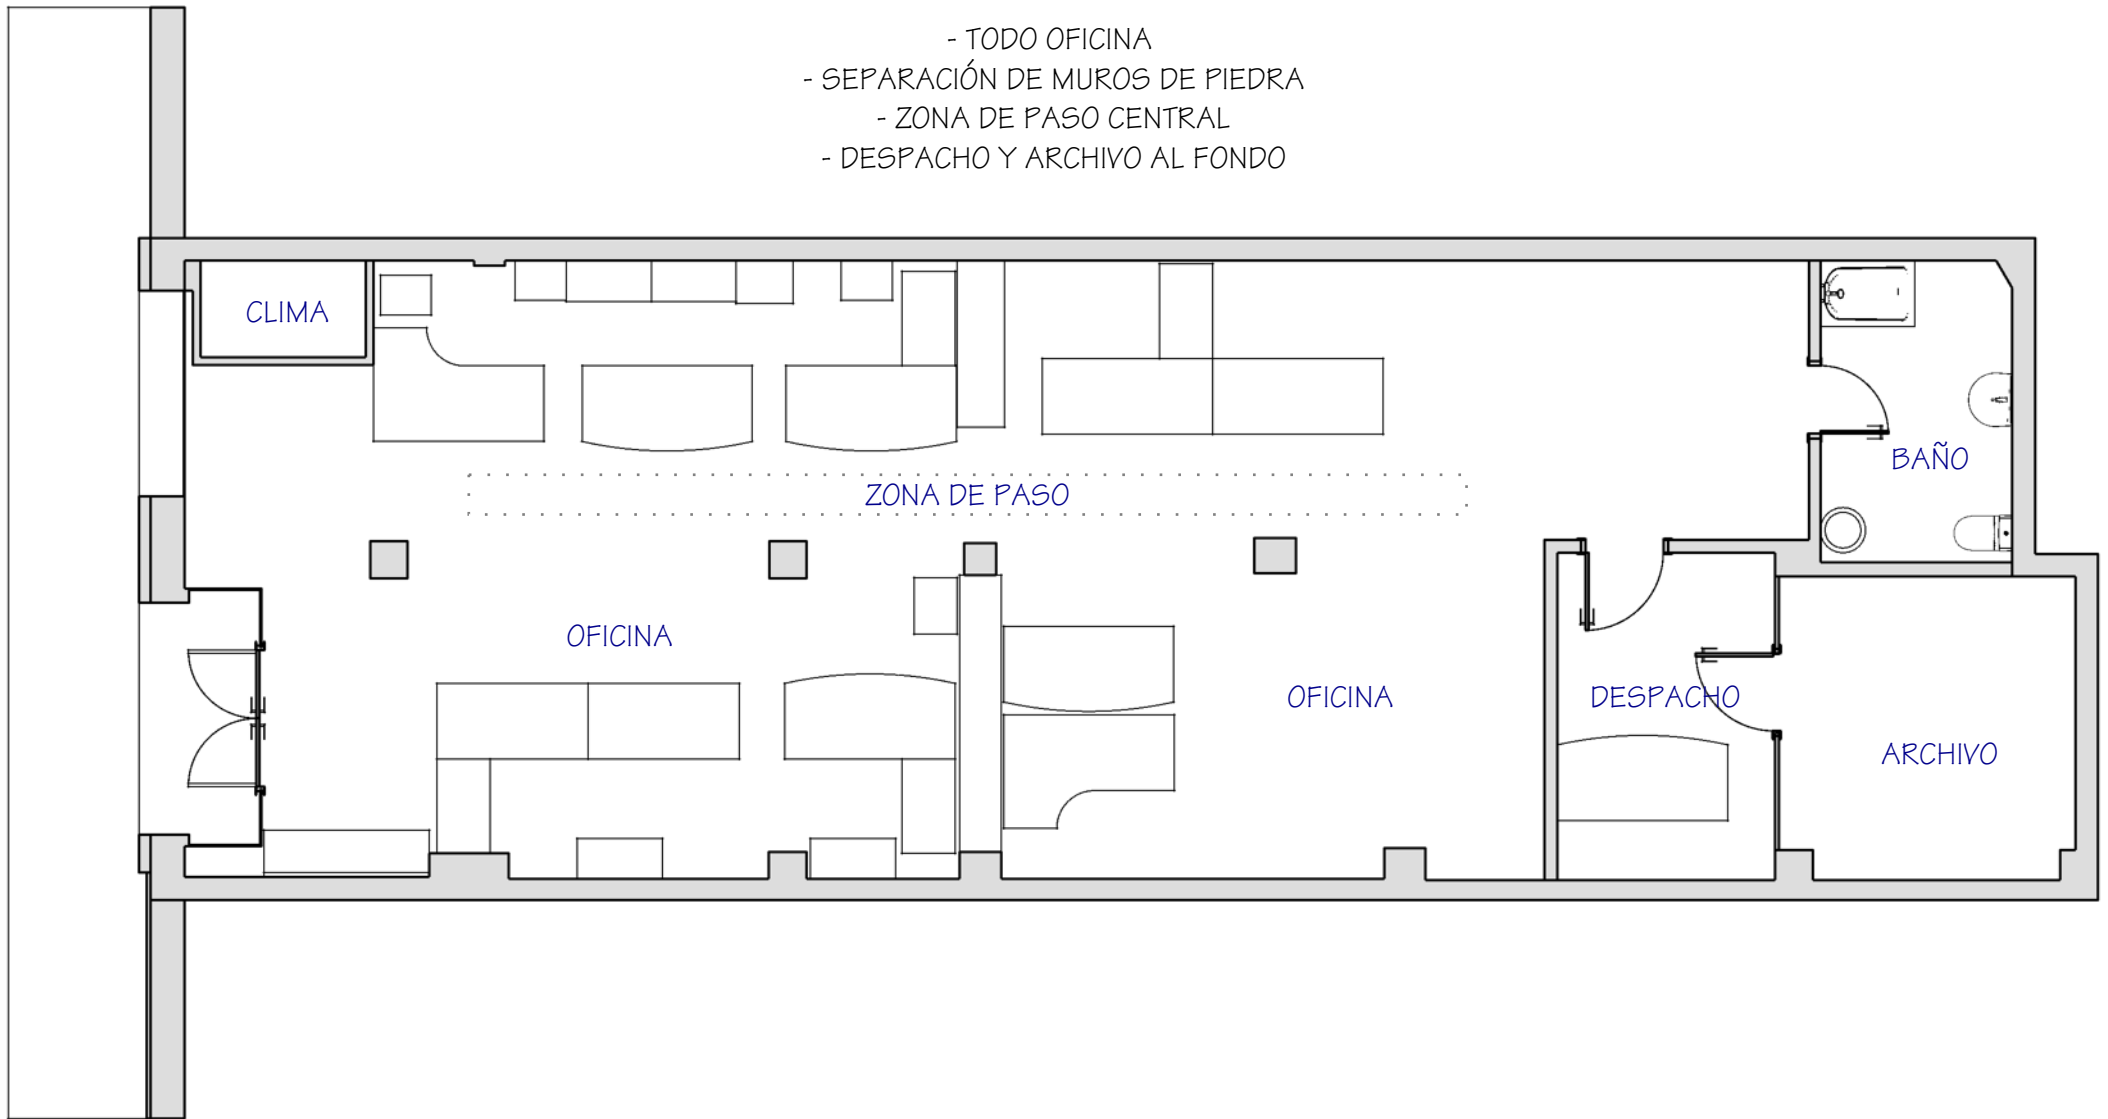 - TODO OFICINA
- SEPARACIÓN DE MUROS DE PIEDRA
- ZONA DE PASO CENTRAL
- DESPACHO Y ARCHIVO AL FONDO
CLIMA
BAÑO
ZONA DE PASO
OFICINA
OFICINA
DESPACHO
ARCHIVO